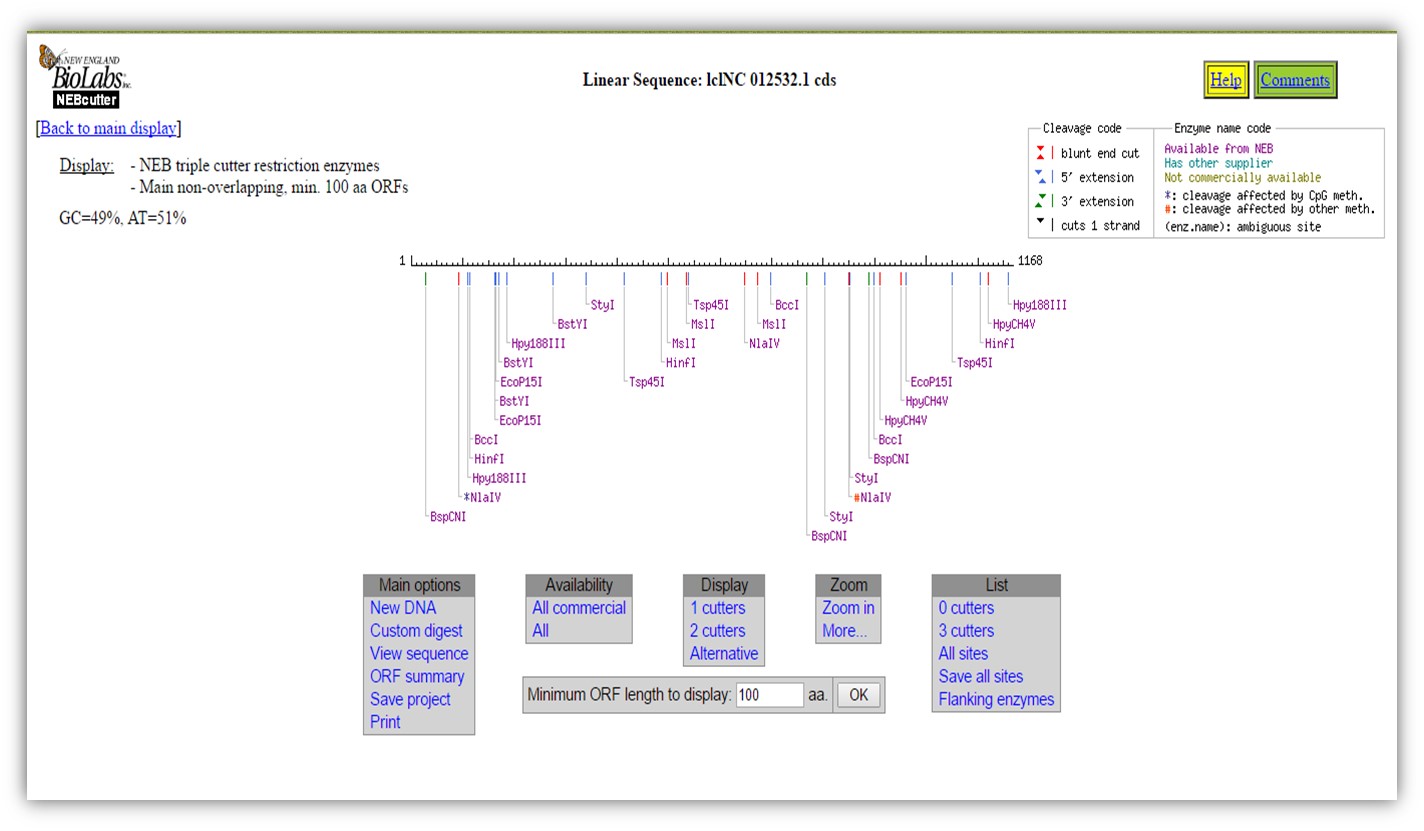 NEW ENGLAND
BioLabs Inc.
NEBcutter
Linear Sequence: lclNC 012532.1 cds
Help
Comments
[Back to main display]
Display: - NEB triple cutter restriction enzymes
- Main non-overlapping, min. 100 aa ORFs
GC=49%, AT=51%
Cleavage code
blunt end cut
5′ extension
3′ extension
cuts 1 strand
Enzyme name code
Available from NEB
Has other supplier
Not commercially available
*: cleavage affected by CpG meth.
#: cleavage affected by other meth.
(enz.name): ambiguous site
1 1168
StyI Tsp45I BccI Hpy188III
BstYI MslI MslI HpyCH4V
Hpy188III MslI NlaIV HinfI
BstYI HinfI Tsp45I
EcoP15I Tsp45I EcoP15I
BstYI HpyCH4V
EcoP15I HpyCH4V
BccI BccI
HinfI BspCNI
Hpy188III StyI
*NlaIV #NlaIV
BspCNI StyI
BspCNI
Main options
New DNA
Custom digest
View sequence
ORF summary
Save project
Print
Availability
All commercial
All
Display
1 cutters
2 cutters
Alternative
Zoom
Zoom in
More...
List
0 cutters
3 cutters
All sites
Save all sites
Flanking enzymes
Minimum ORF length to display: 100 aa. OK